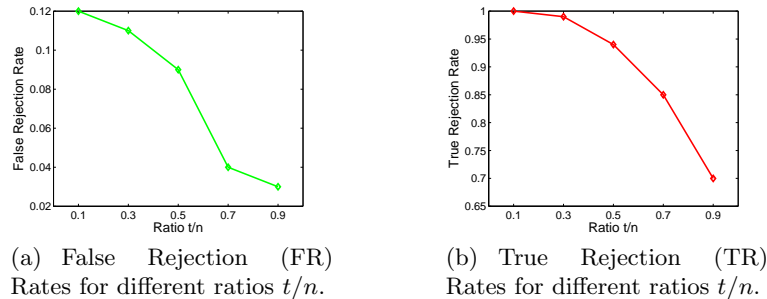 0.12
0.1
0.08
0.06
0.04
0.02
False Rejection Rate
0.1 0.3 0.5 0.7 0.9
Ratio t/n
(a) False Rejection (FR)
Rates for different ratios t/n.
1
0.95
0.9
0.85
0.8
0.75
0.7
0.65
True Rejection Rate
0.1 0.3 0.5 0.7 0.9
Ratio t/n
(b) True Rejection (TR)
Rates for different ratios t/n.